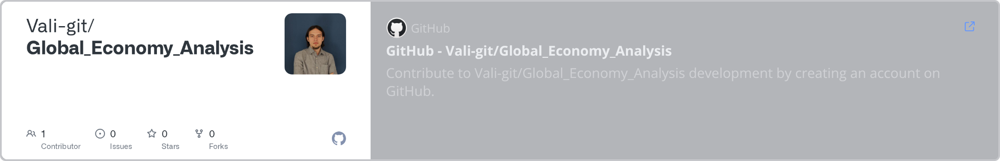 Vali-git/
Global_Economy_Analysis
1
Contributor
0
Issues
0
Stars
0
Forks
GitHub
GitHub - Vali-git/Global_Economy_Analysis
Contribute to Vali-git/Global_Economy_Analysis development by creating an account on
GitHub.